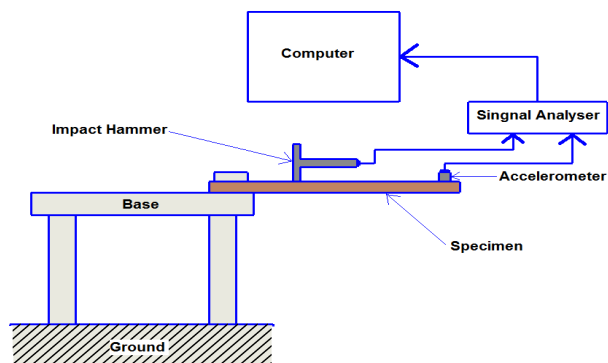 Computer
Singnal Analyser
Impact Hammer
Accelerometer
Base
Specimen
Ground